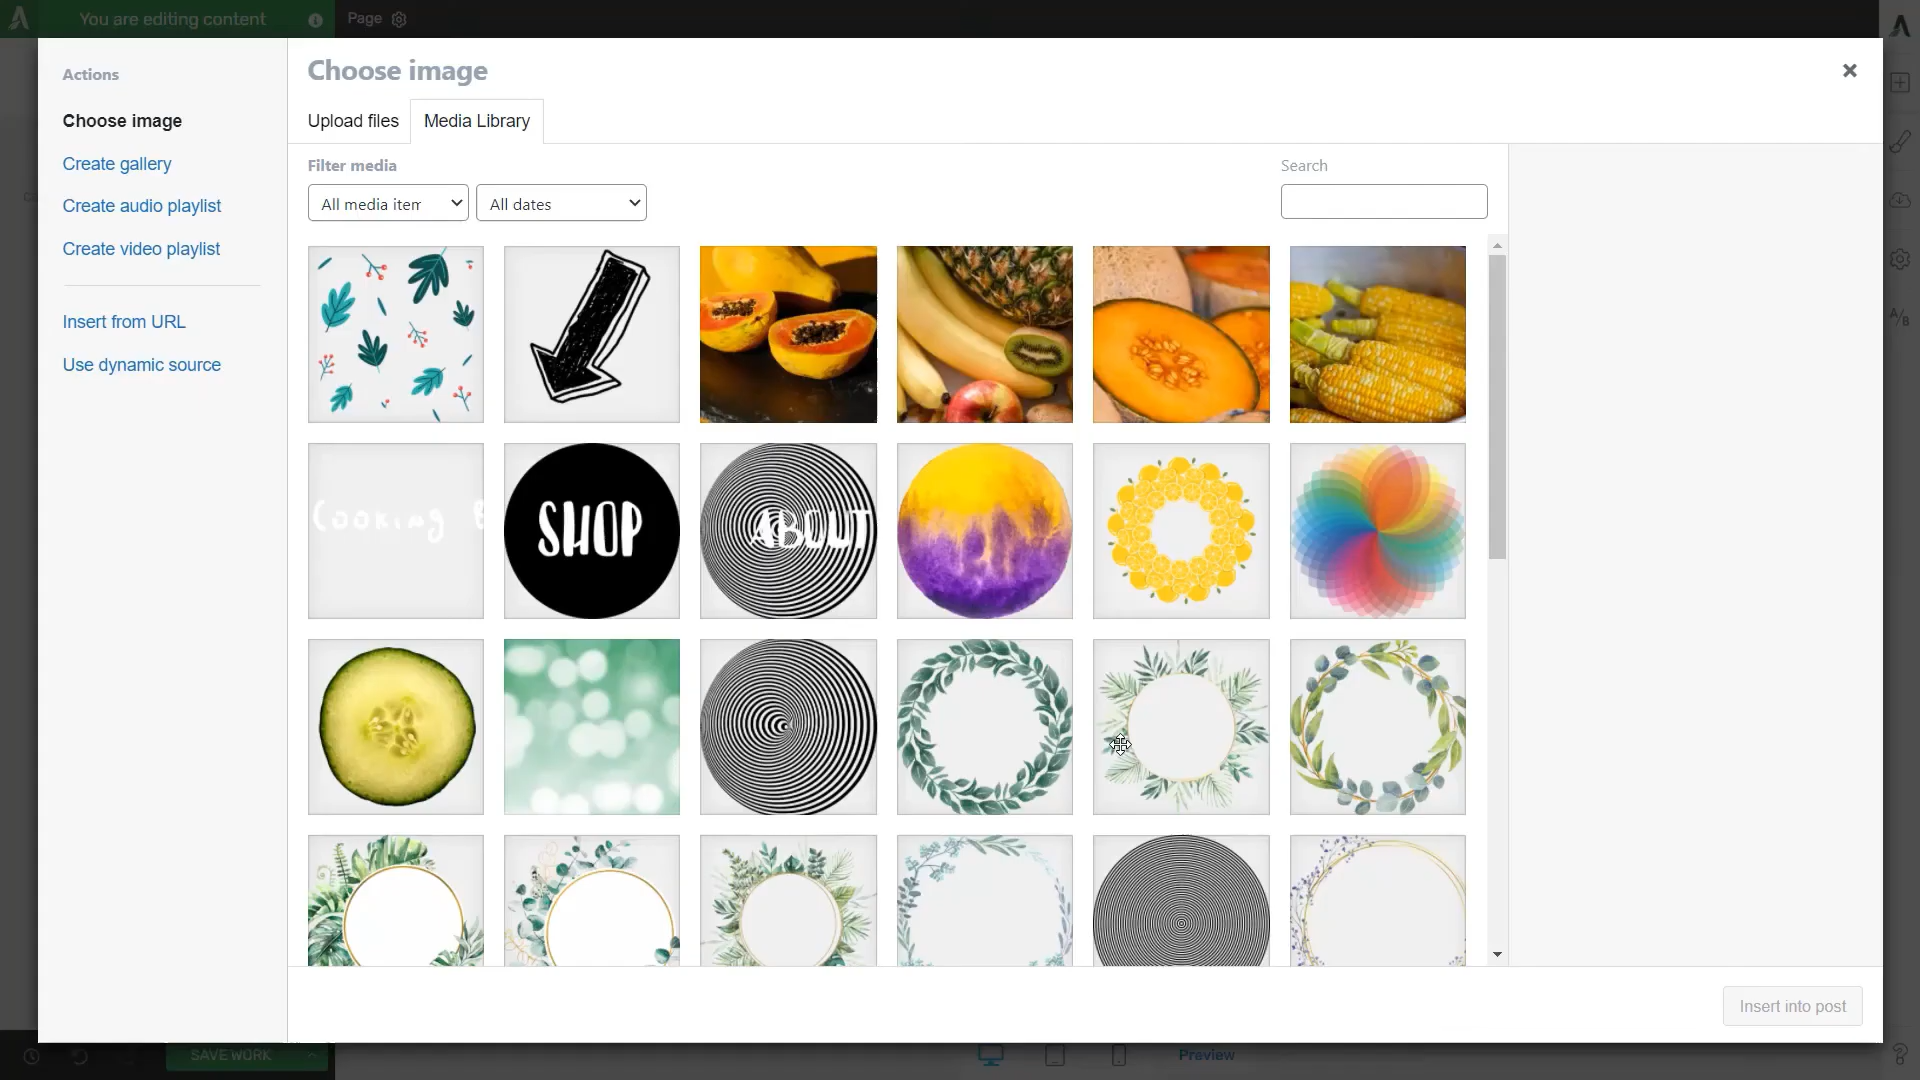 You are editing content
Page
Actions
Choose image
Create gallery
Create audio playlist
Create video playlist
Insert from URL
Use dynamic source
Choose image
Upload files
Media Library
Filter media
All media item
All dates
Search
Cooking
SHOP
ABOUT
A/B
Insert into post
SAVE WORK
Preview